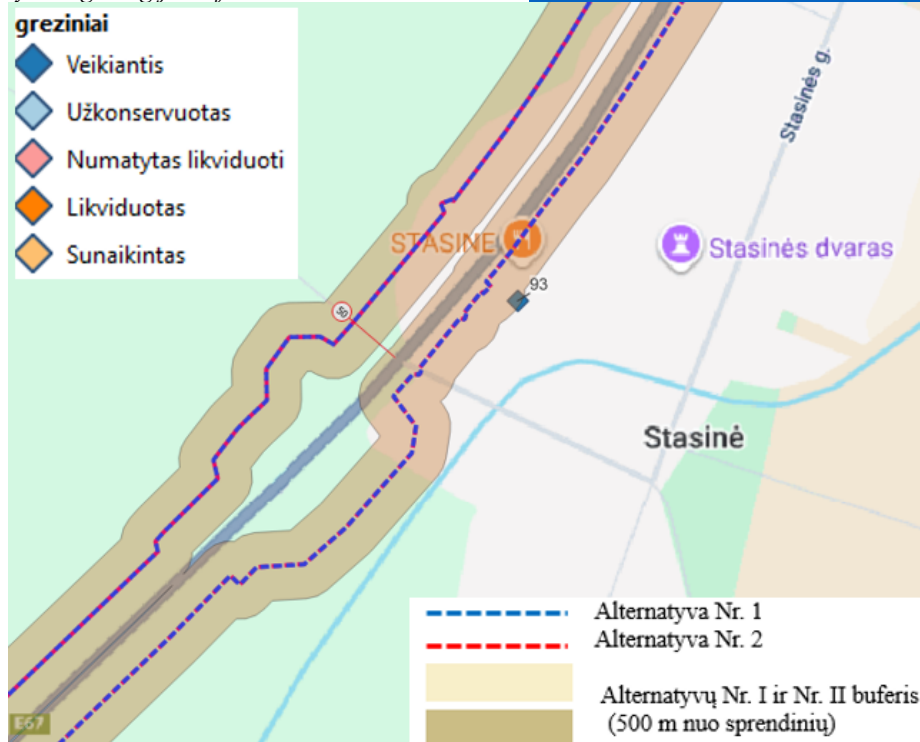 greziniai
Veikiantis
Užkonservuotas
Numatytas likviduoti
Likviduotas
Sunaikintas
Stasinės g.
STASINE
Stasinės dvaras
93
50
Stasinė
E67
Alternatyva Nr. 1
Alternatyva Nr. 2
Alternatyvų Nr. I ir Nr. II buferis
(500 m nuo sprendinių)